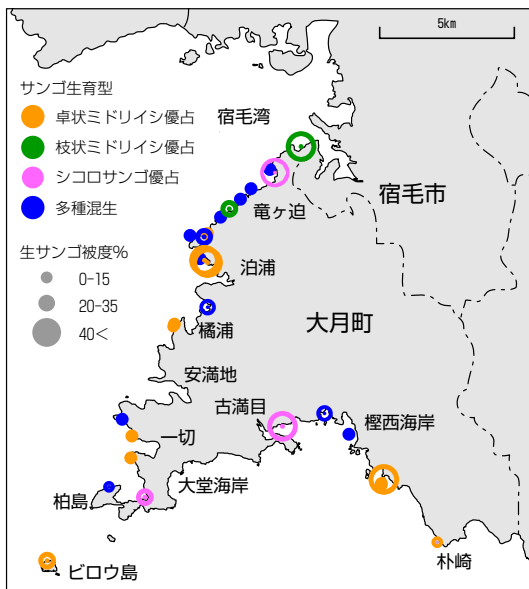 5km
サンゴ生育型
卓状ミドリイシ優占
枝状ミドリイシ優占
シコロサンゴ優占
多種混生
生サンゴ被度%
0-15
20-35
40<
宿毛湾
宿毛市
竜ヶ迫
泊浦
大月町
橘浦
安満地
古満目
樫西海岸
一切
大堂海岸
柏島
朴崎
ビロウ島